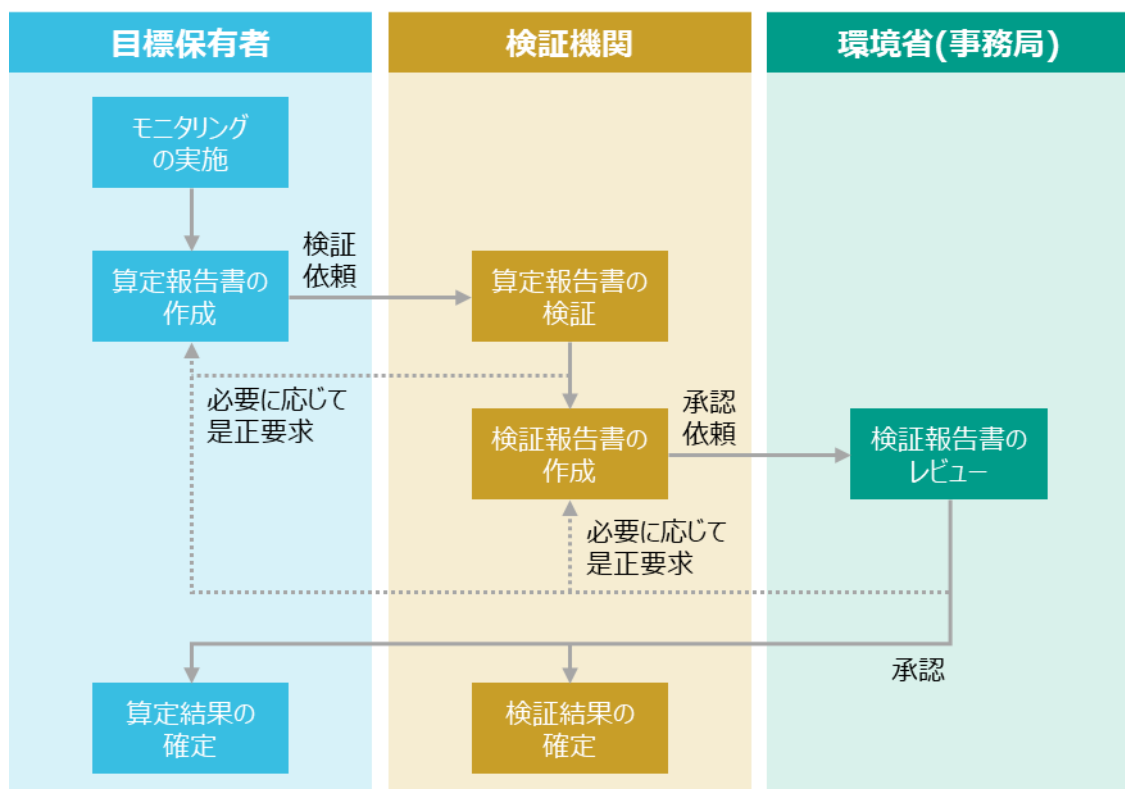 目標保有者
検証機関
環境省(事務局)
モニタリング
の実施
算定報告書の
作成
検証
依頼
算定報告書の
検証
必要に応じて
是正要求
検証報告書の
作成
承認
依頼
検証報告書の
レビュー
必要に応じて
是正要求
承認
算定結果の
確定
検証結果の
確定